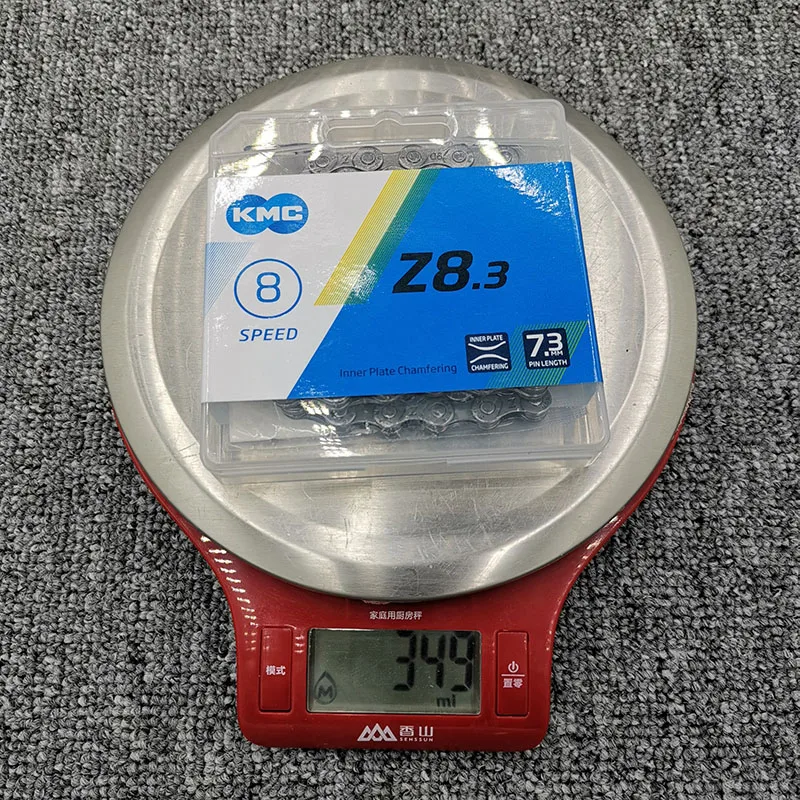 KMC
8
SPEED
Z8.3
Inner Plate Chamfering
INNER PLATE
CHAMFERING
7.3
MM
PIN LENGTH
家庭用厨房秤
模式
M
349
ml
置零
香山
SENSSUN